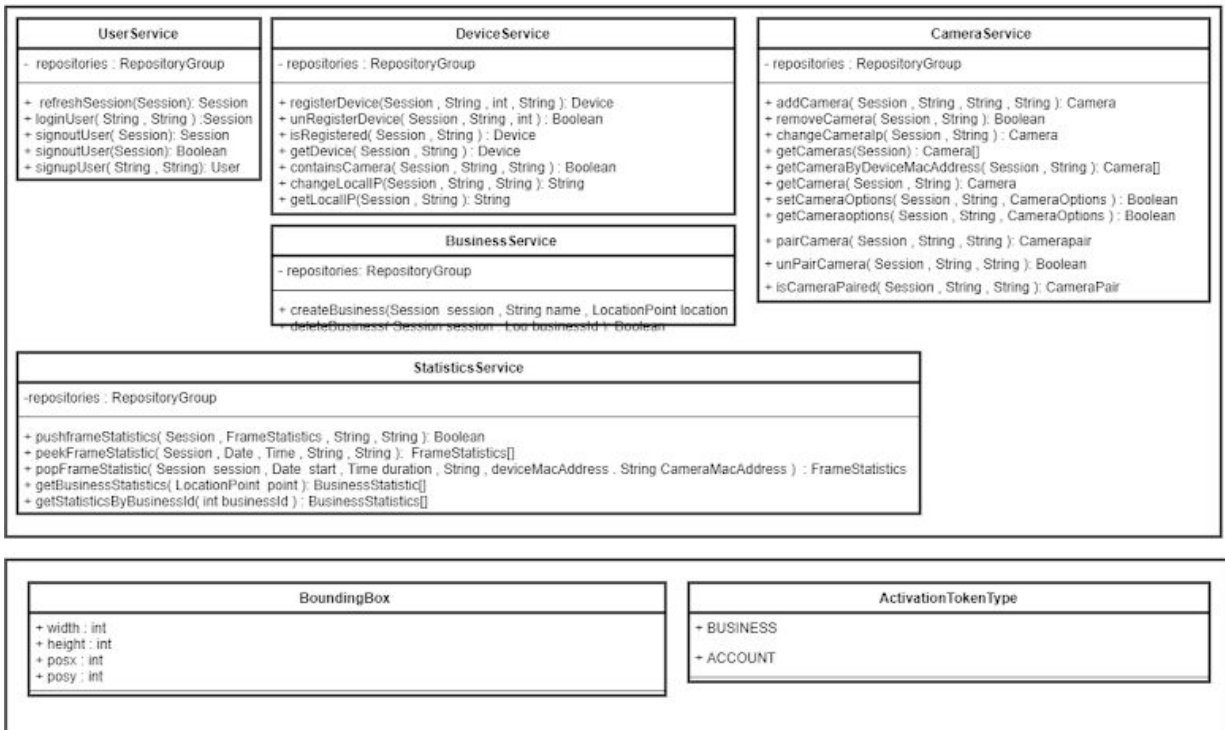 UserService
- repositories : RepositoryGroup
+ refreshSession(Session): Session
+ loginUser( String , String ) :Session
+ signoutUser( Session): Session
+ signoutUser(Session): Boolean
+ signupUser( String , String): User
DeviceService
- repositories : RepositoryGroup
+ registerDevice(Session , String , int , String ): Device
+ unRegisterDevice( Session , String , int ) : Boolean
+ isRegistered( Session , String ) : Device
+ getDevice( Session , String ) : Device
+ containsCamera( Session , String , String ) : Boolean
+ changeLocalIP(Session , String , String ): String
+ getLocalIP(Session , String ): String
CameraService
- repositories : RepositoryGroup
+ addCamera( Session , String , String , String ): Camera
+ removeCamera( Session , String ): Boolean
+ changeCameraIp( Session , String ) : Camera
+ getCameras(Session) : Camera[]
+ getCameraByDeviceMacAddress( Session , String ): Camera[]
+ getCamera( Session , String ): Camera
+ setCameraOptions( Session , String , CameraOptions ) : Boolean
+ getCameraoptions( Session , String , CameraOptions ) : Boolean
+ pairCamera( Session , String , String ): Camerapair
+ unPairCamera( Session , String , String ): Boolean
+ isCameraPaired( Session , String , String ): CameraPair
BusinessService
- repositories: RepositoryGroup
+ createBusiness(Session session , String name , LocationPoint location
+ deleteBusiness( Session session : businessId ): Boolean
StatisticsService
-repositories : RepositoryGroup
+ pushframeStatistics( Session , FrameStatistics , String , String ): Boolean
+ peekFrameStatistic( Session , Date , Time , String , String ): FrameStatistics[]
+ popFrameStatistic( Session session , Date start , Time duration , String , deviceMacAddress . String CameraMacAddress ) : FrameStatistics
+ getBusinessStatistics( LocationPoint point ): BusinessStatistic[]
+ getStatisticsByBusinessId( int businessId ) : BusinessStatistics[]
BoundingBox
+ width : int
+ height : int
+ posx : int
+ posy : int
ActivationTokenType
+ BUSINESS
+ ACCOUNT